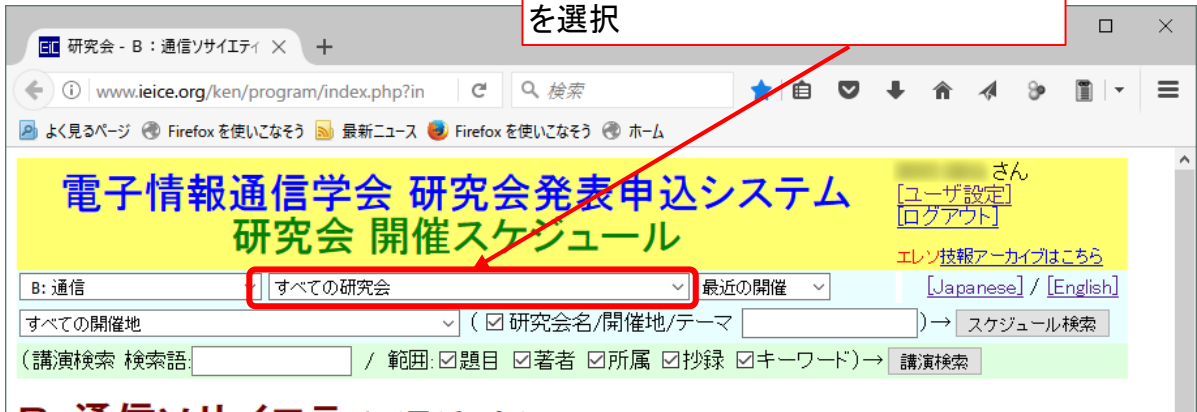 を選択
EiC 研究会 - B：通信ソサイエティ
www.ieice.org/ken/program/index.php?in 検索
よく見るページ Firefox を使いこなそう 最新ニュース Firefox を使いこなそう ホーム
さん
電子情報通信学会 研究会発表申込システム
[ユーザ設定]
[ログアウト]
研究会 開催スケジュール
エレソ技報アーカイブはこちら
B: 通信 すべての研究会 最近の開催 [Japanese] / [English]
すべての開催地 ( ☑ 研究会名/開催地/テーマ )→ スケジュール検索
(講演検索 検索語: / 範囲:☑題目 ☑著者 ☑所属 ☑抄録 ☑キーワード)→ 講演検索